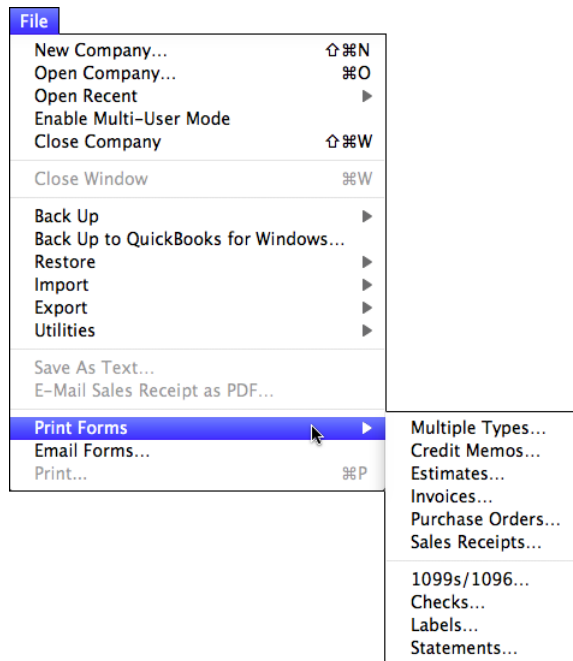 File
New Company... ⇧⌘N
Open Company... ⌘O
Open Recent ▶
Enable Multi-User Mode
Close Company ⇧⌘W
Close Window ⌘W
Back Up ▶
Back Up to QuickBooks for Windows...
Restore ▶
Import ▶
Export ▶
Utilities ▶
Save As Text...
E-Mail Sales Receipt as PDF...
Print Forms ▶
Email Forms...
Print... ⌘P
Multiple Types...
Credit Memos...
Estimates...
Invoices...
Purchase Orders...
Sales Receipts...
1099s/1096...
Checks...
Labels...
Statements...